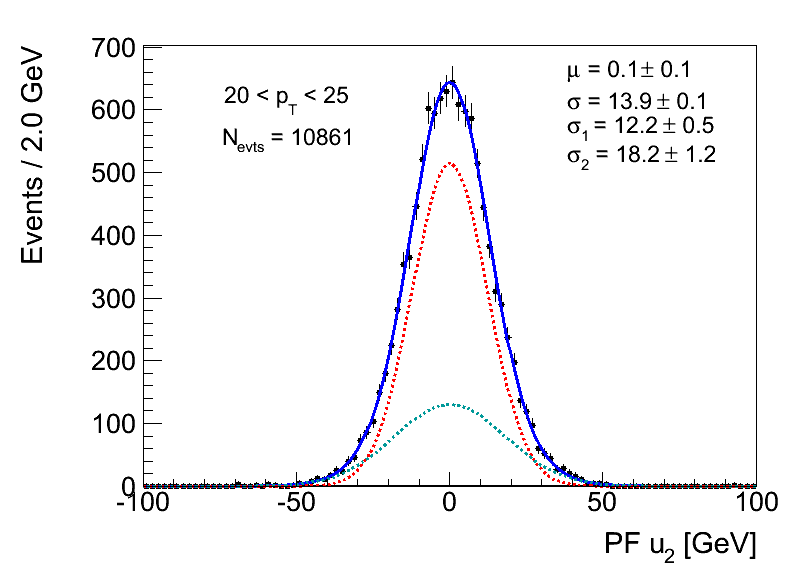 Events / 2.0 GeV
700
600
500
400
300
200
100
0
20 < p_T < 25
N_evts = 10861
μ = 0.1 ± 0.1
σ = 13.9 ± 0.1
σ_1 = 12.2 ± 0.5
σ_2 = 18.2 ± 1.2
-100 -50 0 50 100
PF u_2 [GeV]